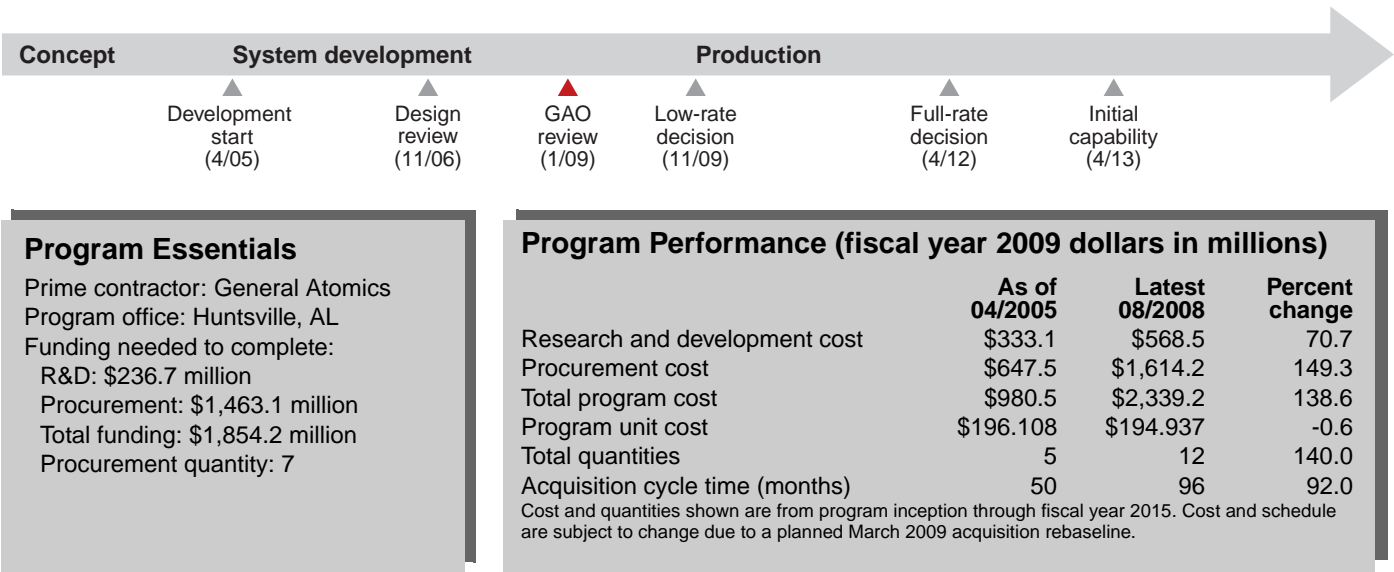 Concept System development Production
Development start (4/05)
Design review (11/06)
GAO review (1/09)
Low-rate decision (11/09)
Full-rate decision (4/12)
Initial capability (4/13)
Program Essentials
Prime contractor: General Atomics
Program office: Huntsville, AL
Funding needed to complete:
R&D: $236.7 million
Procurement: $1,463.1 million
Total funding: $1,854.2 million
Procurement quantity: 7
Program Performance (fiscal year 2009 dollars in millions)
As of 04/2005 Latest 08/2008 Percent change
Research and development cost $333.1 $568.5 70.7
Procurement cost $647.5 $1,614.2 149.3
Total program cost $980.5 $2,339.2 138.6
Program unit cost $196.108 $194.937 -0.6
Total quantities 5 12 140.0
Acquisition cycle time (months) 50 96 92.0
Cost and quantities shown are from program inception through fiscal year 2015. Cost and schedule
are subject to change due to a planned March 2009 acquisition rebaseline.